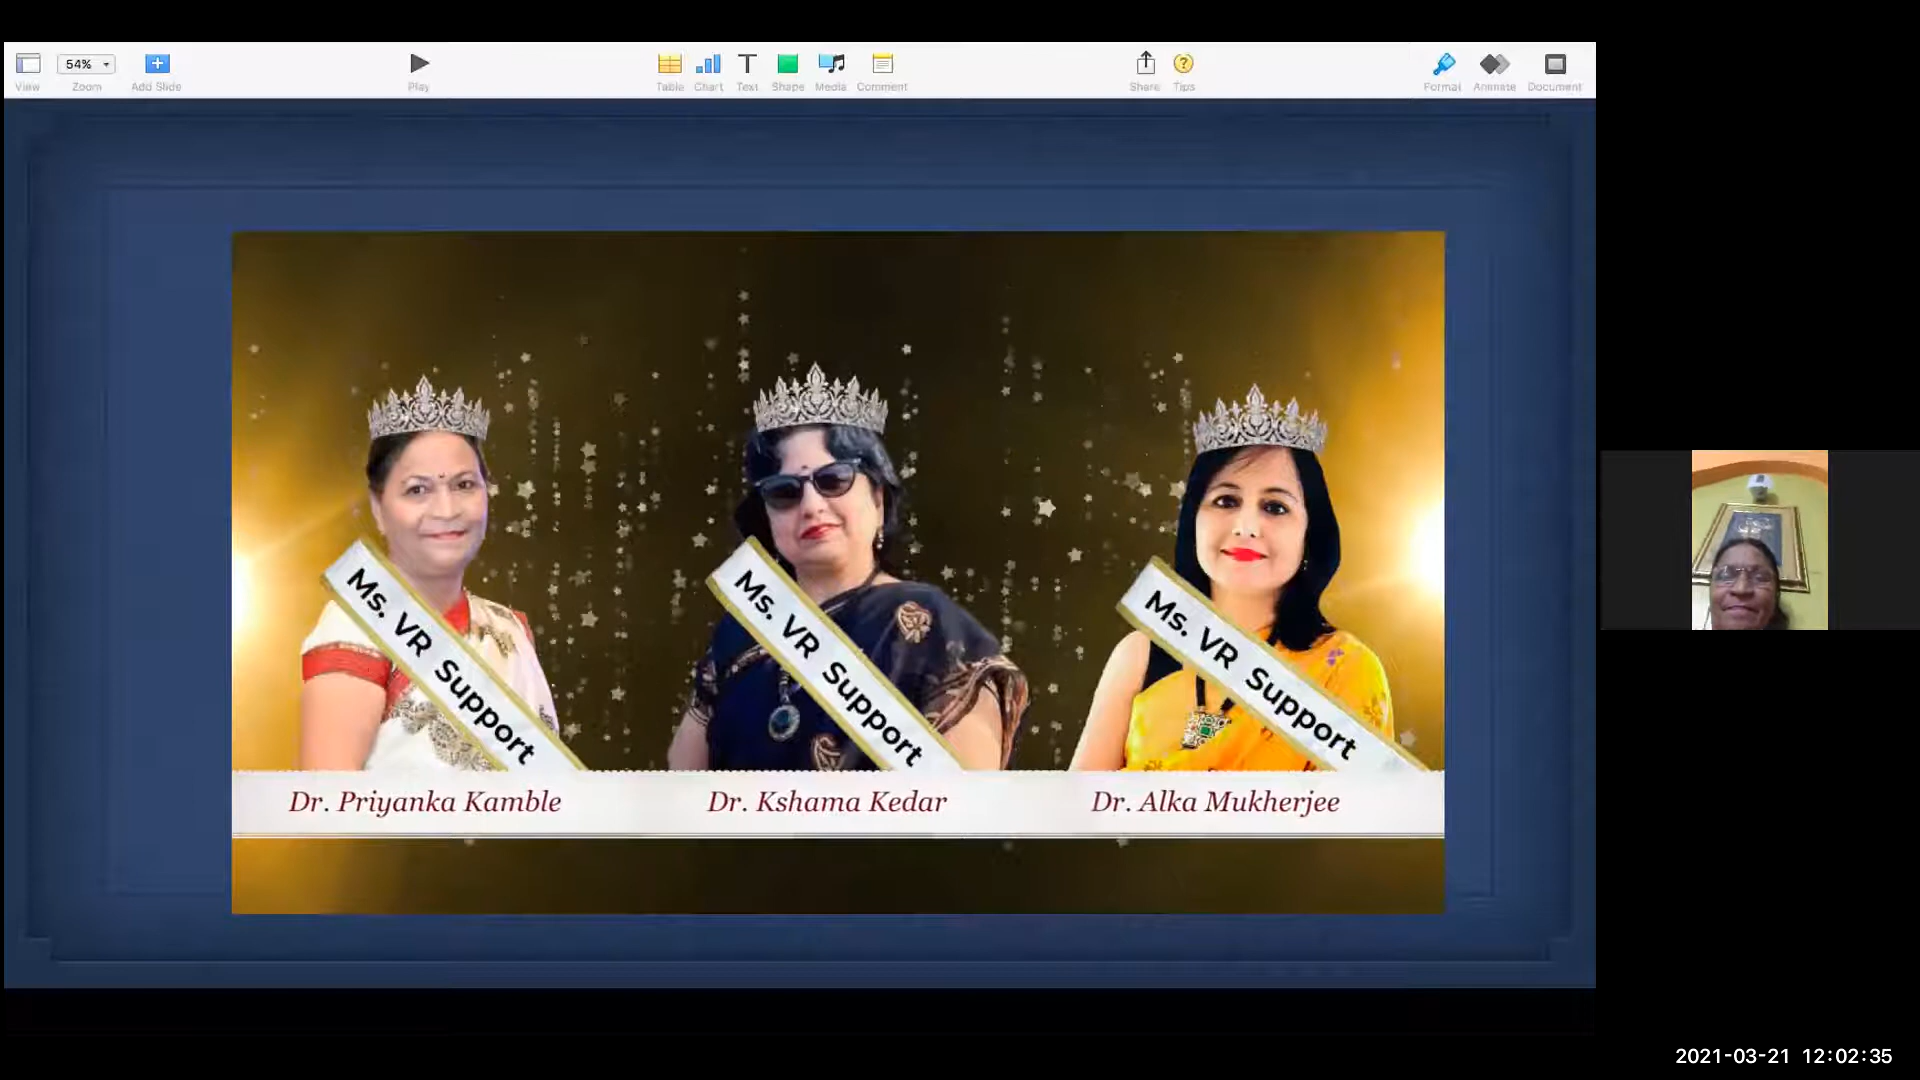 54%
View
Zoom
Add Slide
Play
Table
Chart
Text
Shape
Media
Comment
Share
Tips
Format
Animate
Document
Ms. VR Support
Ms. VR Support
Ms. VR Support
Dr. Priyanka Kamble
Dr. Kshama Kedar
Dr. Alka Mukherjee
2021-03-21 12:02:35